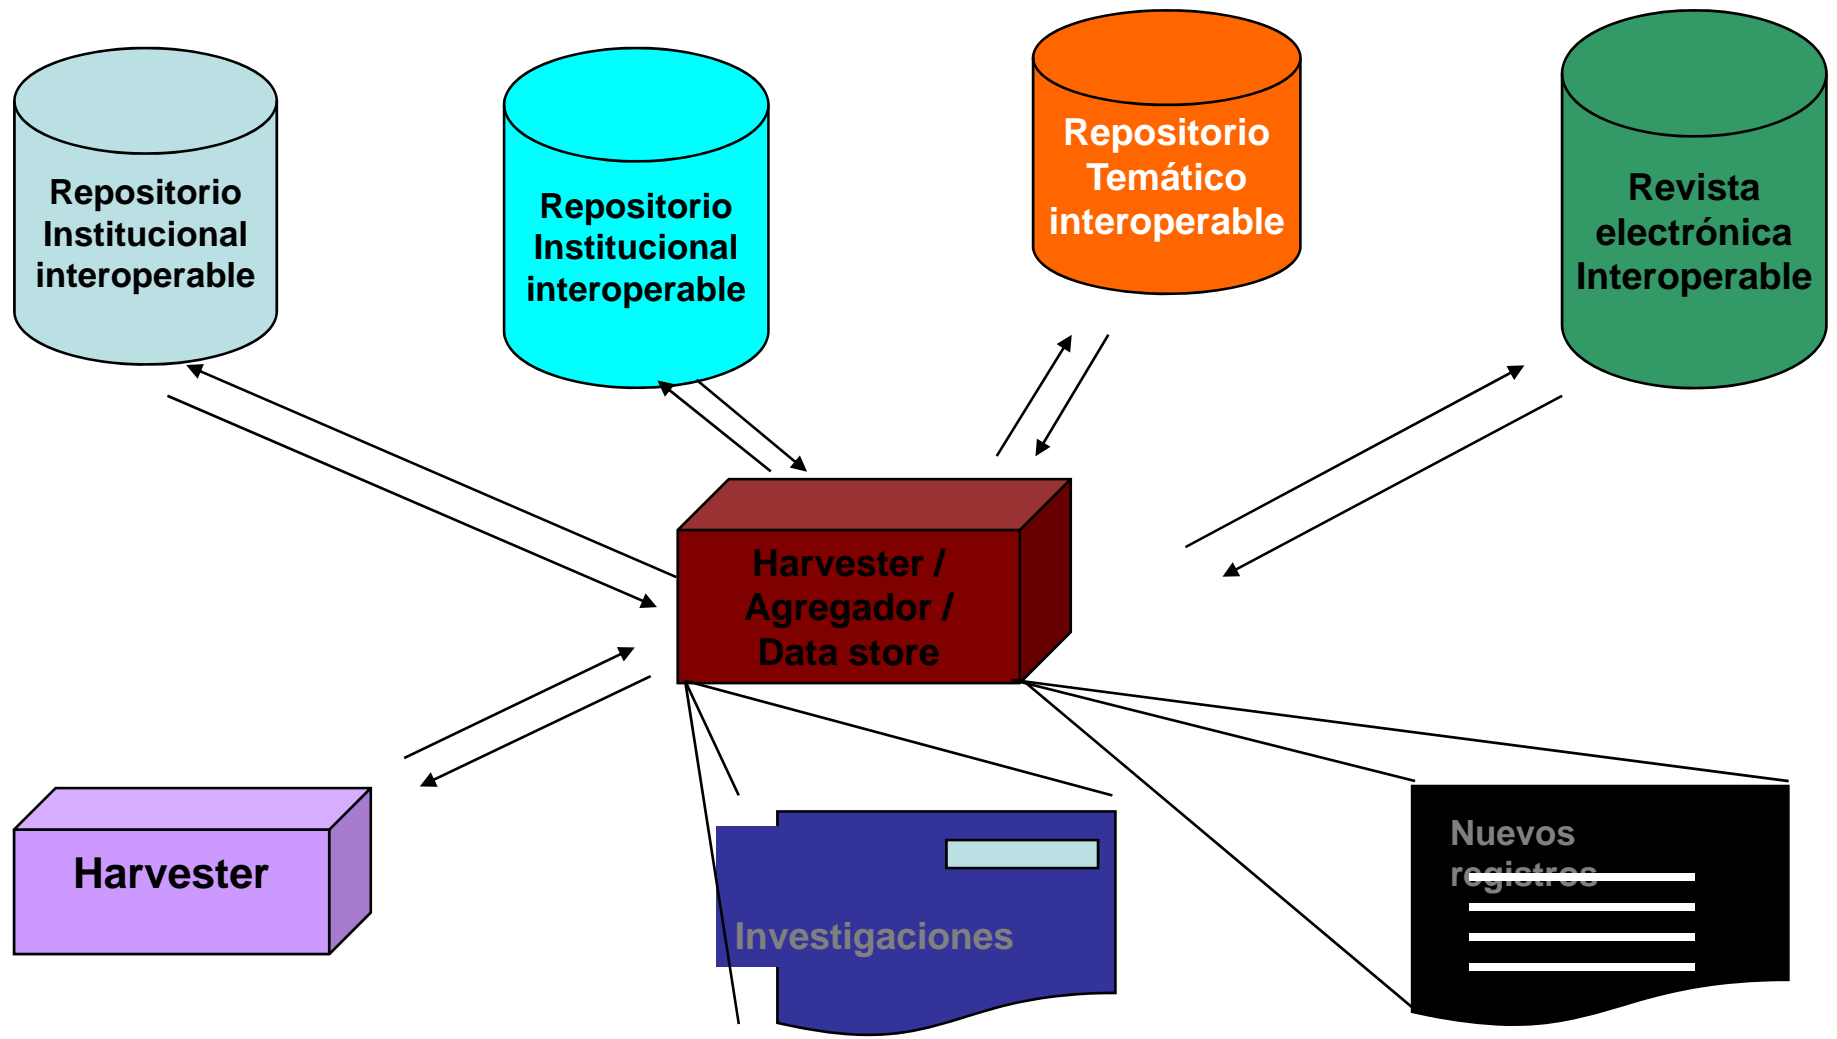 Repositorio
Institucional
interoperable
Repositorio
Institucional
interoperable
Repositorio
Temático
interoperable
Revista
electrónica
Interoperable
Harvester /
Agregador /
Data store
Harvester
Investigaciones
Nuevos
registros